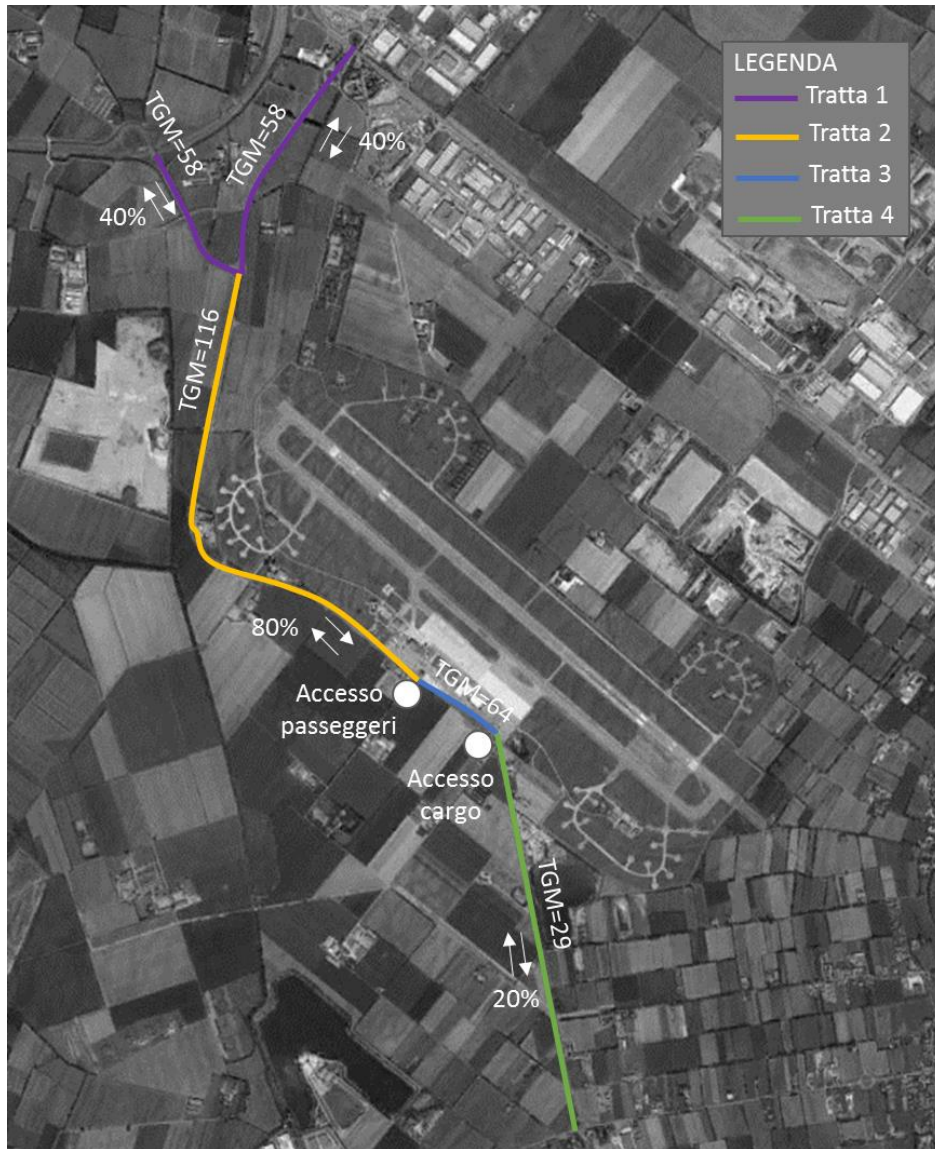 LEGENDA
Tratta 1
Tratta 2
Tratta 3
Tratta 4
TGM=58
TGM=58
40%
40%
TGM=116
80%
TGM=64
Accesso
passeggeri
Accesso
cargo
TGM=29
20%